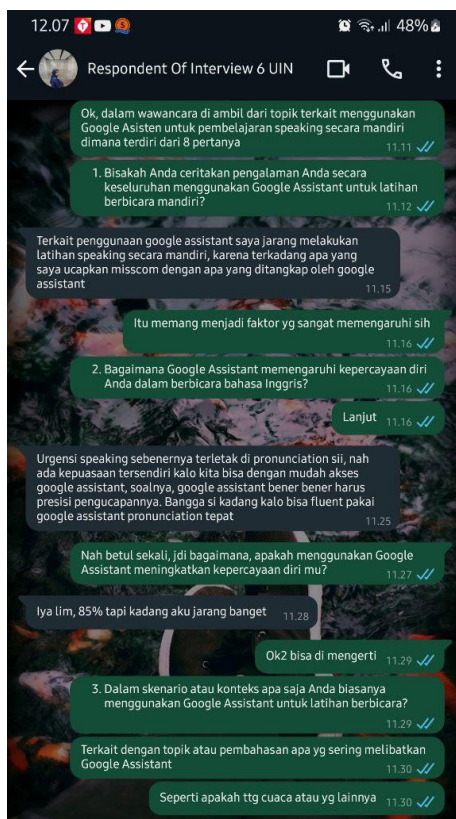 12.07
48%
Respondent Of Interview 6 UIN
Ok, dalam wawancara di ambil dari topik terkait menggunakan
Google Asisten untuk pembelajaran speaking secara mandiri
dimana terdiri dari 8 pertanya
11.11
1. Bisakah Anda ceritakan pengalaman Anda secara
keseluruhan menggunakan Google Assistant untuk latihan
berbicara mandiri?
11.12
Terkait penggunaan google assistant saya jarang melakukan
latihan speaking secara mandiri, karena terkadang apa yang
saya ucapkan misscom dengan apa yang ditangkap oleh google
assistant
11.15
Itu memang menjadi faktor yg sangat memengaruhi sih
11.16
2. Bagaimana Google Assistant memengaruhi kepercayaan diri
Anda dalam berbicara bahasa Inggris?
11.16
Lanjut 11.16
Urgensi speaking sebenernya terletak di pronunciation sii, nah
ada kepuasaan tersendiri kalo kita bisa dengan mudah akses
google assistant, soalnya, google assistant bener bener harus
presisi pengucapannya. Bangga si kadang kalo bisa fluent pakai
google assistant pronunciation tepat
11.25
Nah betul sekali, jdi bagaimana, apakah menggunakan Google
Assistant meningkatkan kepercayaan diri mu?
11.27
Iya lim, 85% tapi kadang aku jarang banget 11.28
Ok2 bisa di mengerti 11.29
3. Dalam skenario atau konteks apa saja Anda biasanya
menggunakan Google Assistant untuk latihan berbicara?
11.29
Terkait dengan topik atau pembahasan apa yg sering melibatkan
Google Assistant
11.30
Seperti apakah ttg cuaca atau yg lainnya 11.30